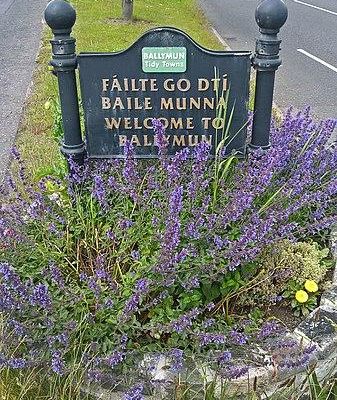 BALLYMUN
Tidy Towns
FÁILTE GO DTÍ
BAILE MUNNA
WELCOME TO
BALLYMUN